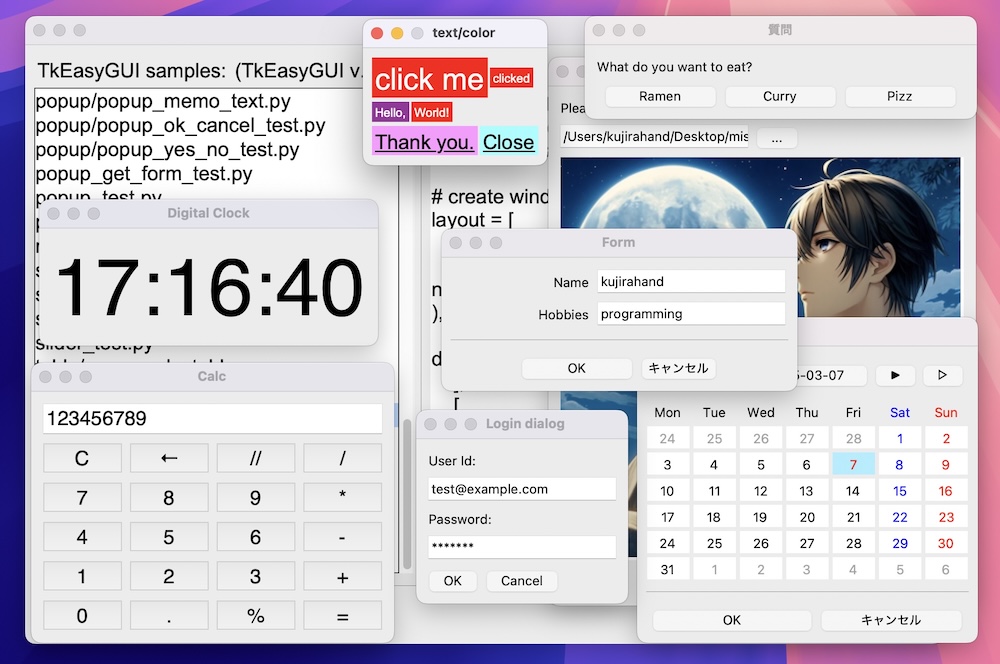 text/color
質問
TkEasyGUI samples: (TkEasyGUI v.
click me clicked
Hello, World!
Thank you. Close
What do you want to eat?
Ramen Curry Pizz
popup/popup_memo_text.py
popup/popup_ok_cancel_test.py
popup/popup_yes_no_test.py
popup_get_form_test.py
popup_test.py
Plea
/Users/kujirahand/Desktop/mis ...
# create wind
layout = [
n
),
d
[
Digital Clock
17:16:40
slider_test.py
Form
Name kujirahand
Hobbies programming
OK キャンセル
Calc
123456789
C ← // /
7 8 9 *
4 5 6 -
1 2 3 +
0 . % =
Login dialog
User Id:
test@example.com
Password:
*******
OK Cancel
5-03-07 ▶ ▷
Mon Tue Wed Thu Fri Sat Sun
24 25 26 27 28 1 2
3 4 5 6 7 8 9
10 11 12 13 14 15 16
17 18 19 20 21 22 23
24 25 26 27 28 29 30
31 1 2 3 4 5 6
OK キャンセル